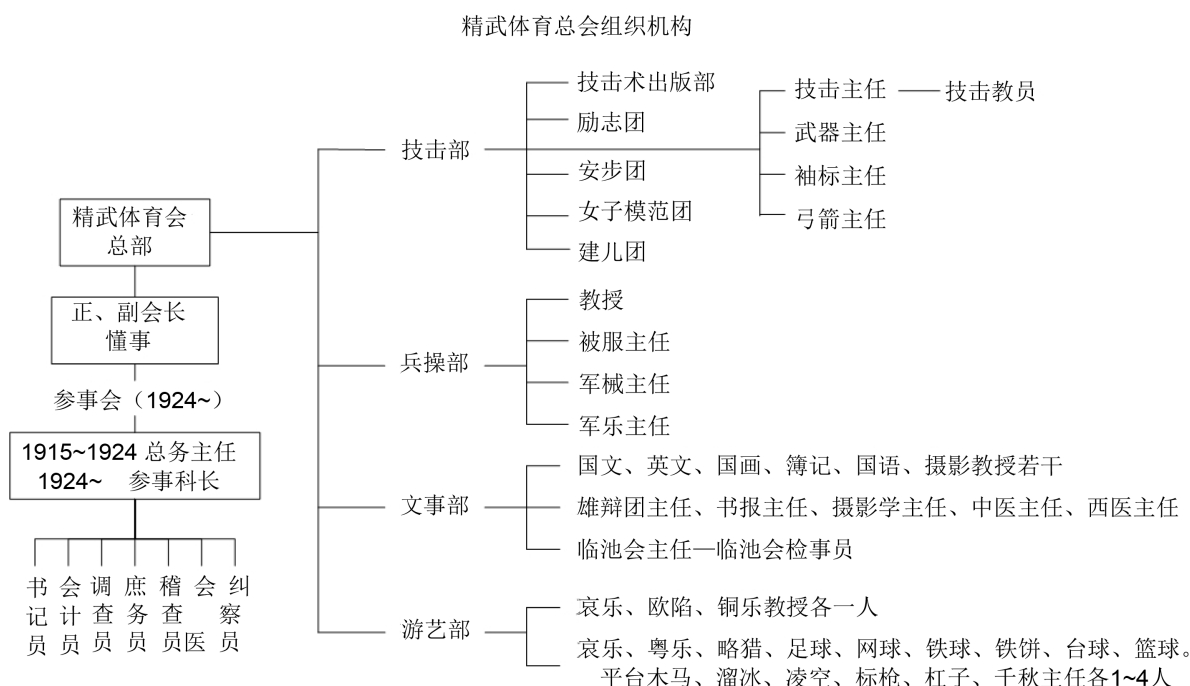 精武体育总会组织机构
精武体育会
总部
正、副会长
懂事
参事会（1924~）
1915~1924 总务主任
1924~ 参事科长
书记员
会计员
调查员
庶务员
稽查员
会医
纠察员
技击部
技击术出版部
励志团
安步团
女子模范团
建儿团
技击主任
技击教员
武器主任
袖标主任
弓箭主任
兵操部
教授
被服主任
军械主任
军乐主任
文事部
国文、英文、国画、簿记、国语、摄影教授若干
雄辩团主任、书报主任、摄影学主任、中医主任、西医主任
临池会主任—临池会检事员
游艺部
哀乐、欧陷、铜乐教授各一人
哀乐、粤乐、略猎、足球、网球、铁球、铁饼、台球、篮球。
平台木马、溜冰、凌空、标枪、杠子、千秋主任各1~4人